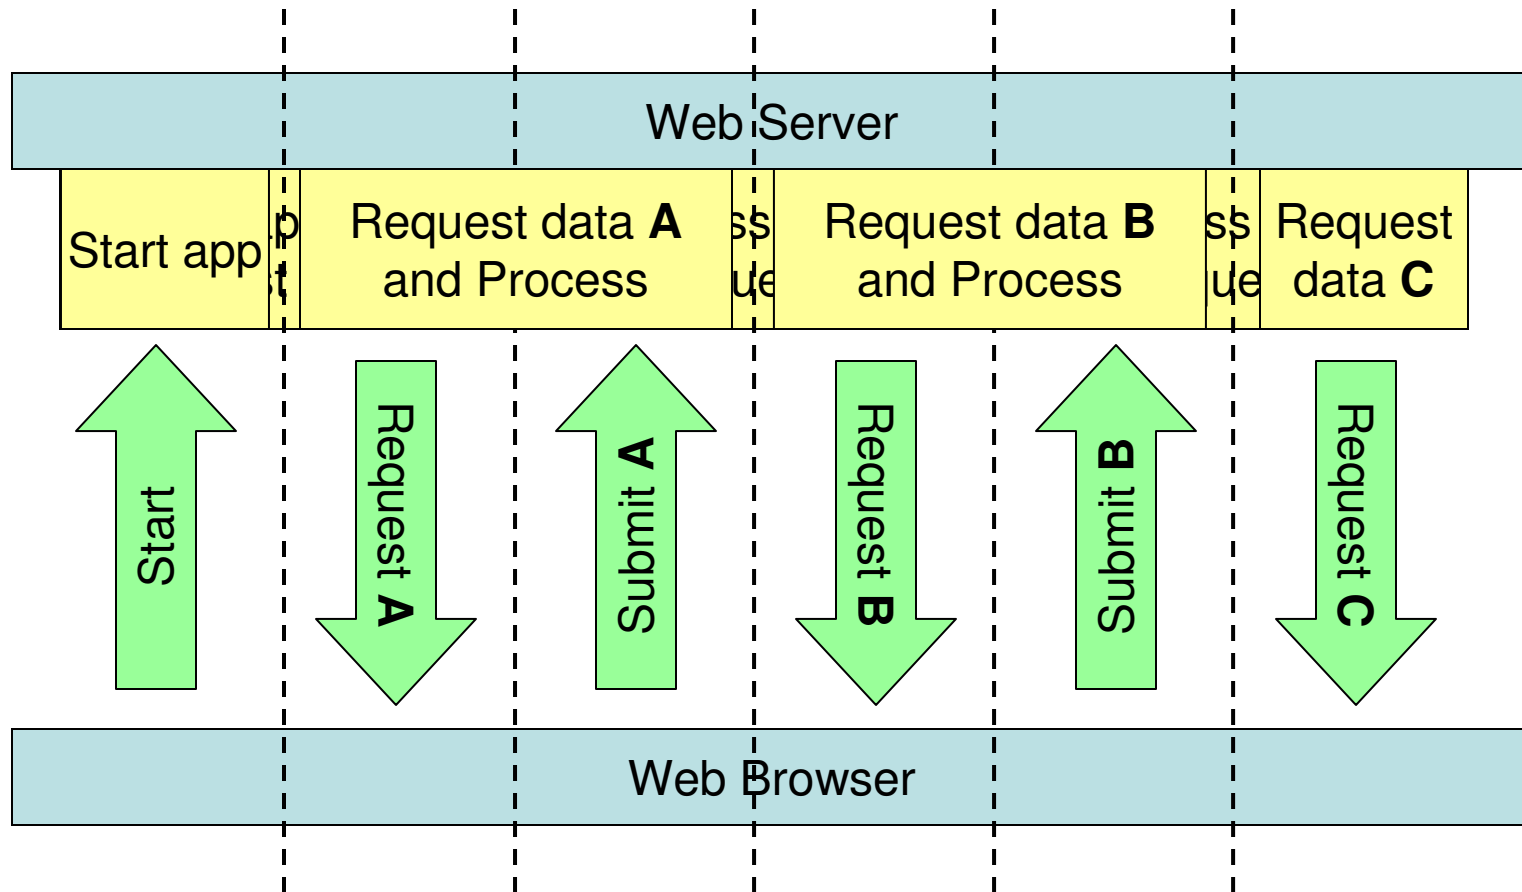 Web Server
Start app
Request data A
and Process
Request data B
and Process
Request
data C
Start
Request A
Submit A
Request B
Submit B
Request C
Web Browser